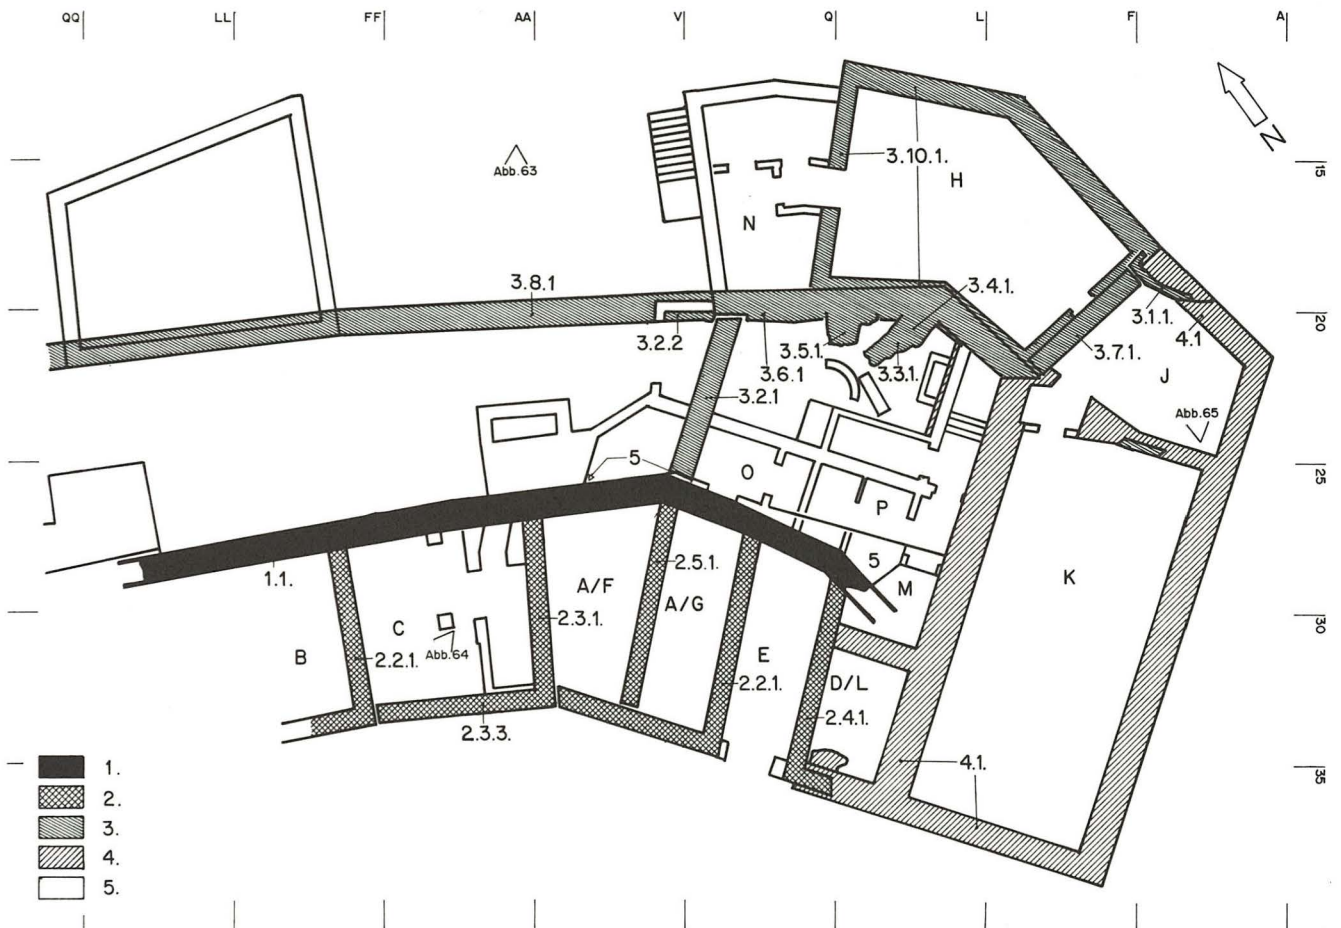 QQ LL FF AA V Q L F A
N
15
Abb.63
3.10.1.
H
N
3.8.1
3.4.1.
20
3.1.1.
4.1
3.2.2
3.5.1.
3.7.1.
3.6.1
3.3.1.
J
3.2.1
Abb.65
5
25
O
P
1.1.
5
2.5.1.
A/F
K
M
A/G
2.3.1.
30
C
B
2.2.1.
Abb.64
E
2.2.1.
D/L
2.4.1.
2.3.3.
4.1.
35
1.
2.
3.
4.
5.